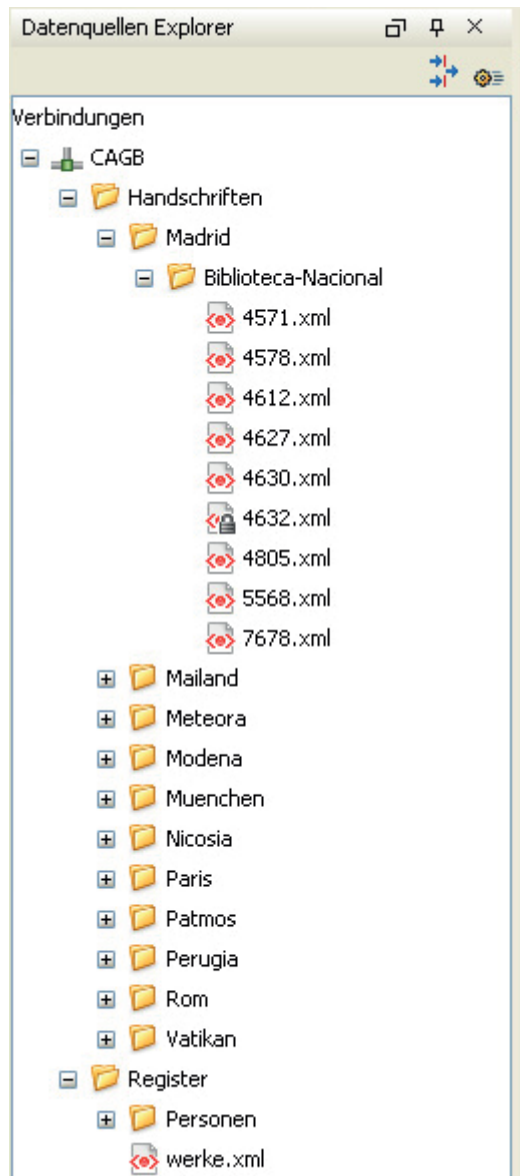 Datenquellen Explorer
Verbindungen
CAGB
Handschriften
Madrid
Biblioteca-Nacional
4571.xml
4578.xml
4612.xml
4627.xml
4630.xml
4632.xml
4805.xml
5568.xml
7678.xml
Mailand
Meteora
Modena
Muenchen
Nicosia
Paris
Patmos
Perugia
Rom
Vatikan
Register
Personen
werke.xml